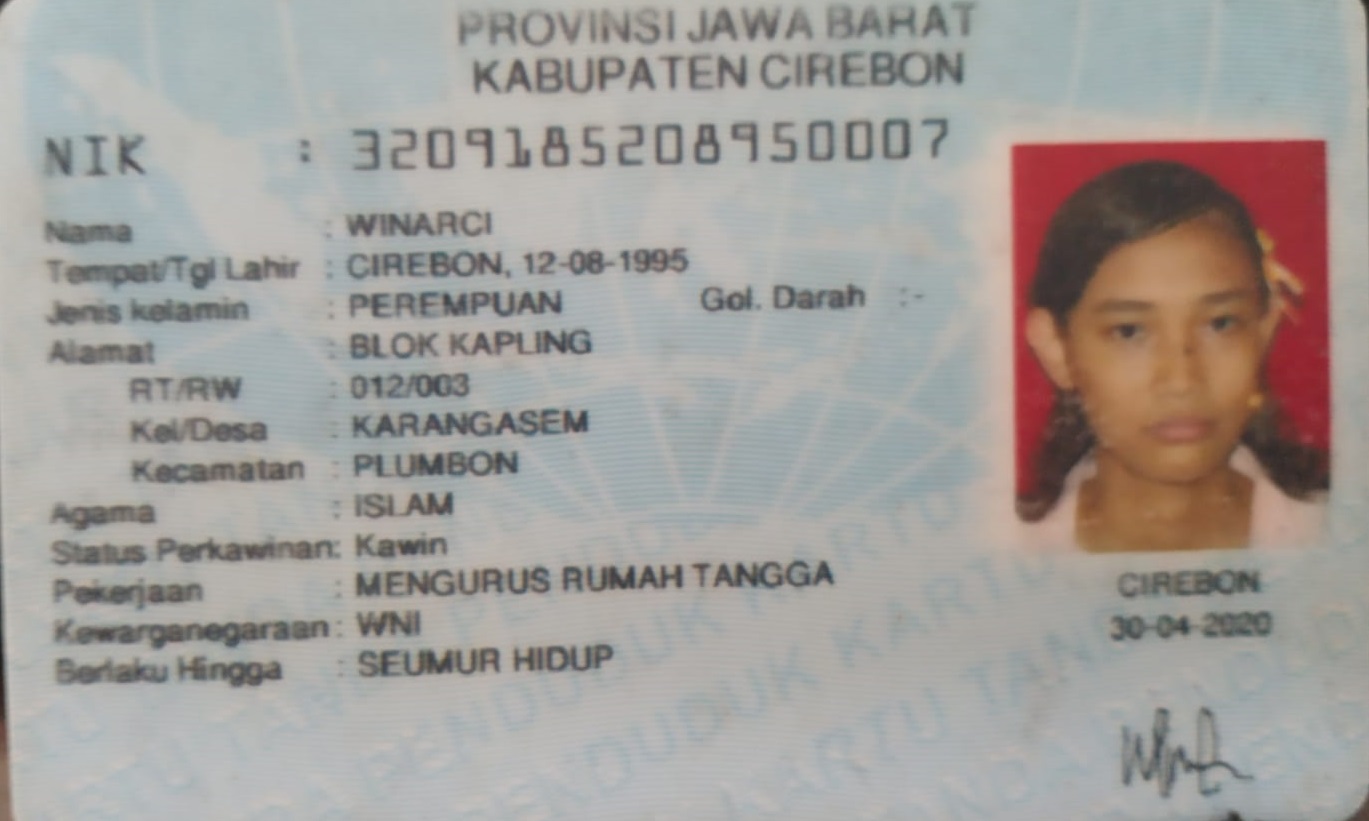 PROVINSI JAWA BARAT
KABUPATEN CIREBON
NIK : 3209185208950007
Nama : WINARCI
Tempat/Tgl Lahir : CIREBON, 12-08-1995
Jenis kelamin : PEREMPUAN Gol. Darah :-
Alamat : BLOK KAPLING
RT/RW : 012/003
Kel/Desa : KARANGASEM
Kecamatan : PLUMBON
Agama : ISLAM
Status Perkawinan: Kawin
Pekerjaan : MENGURUS RUMAH TANGGA
Kewarganegaraan: WNI
Berlaku Hingga : SEUMUR HIDUP
CIREBON
30-04-2020